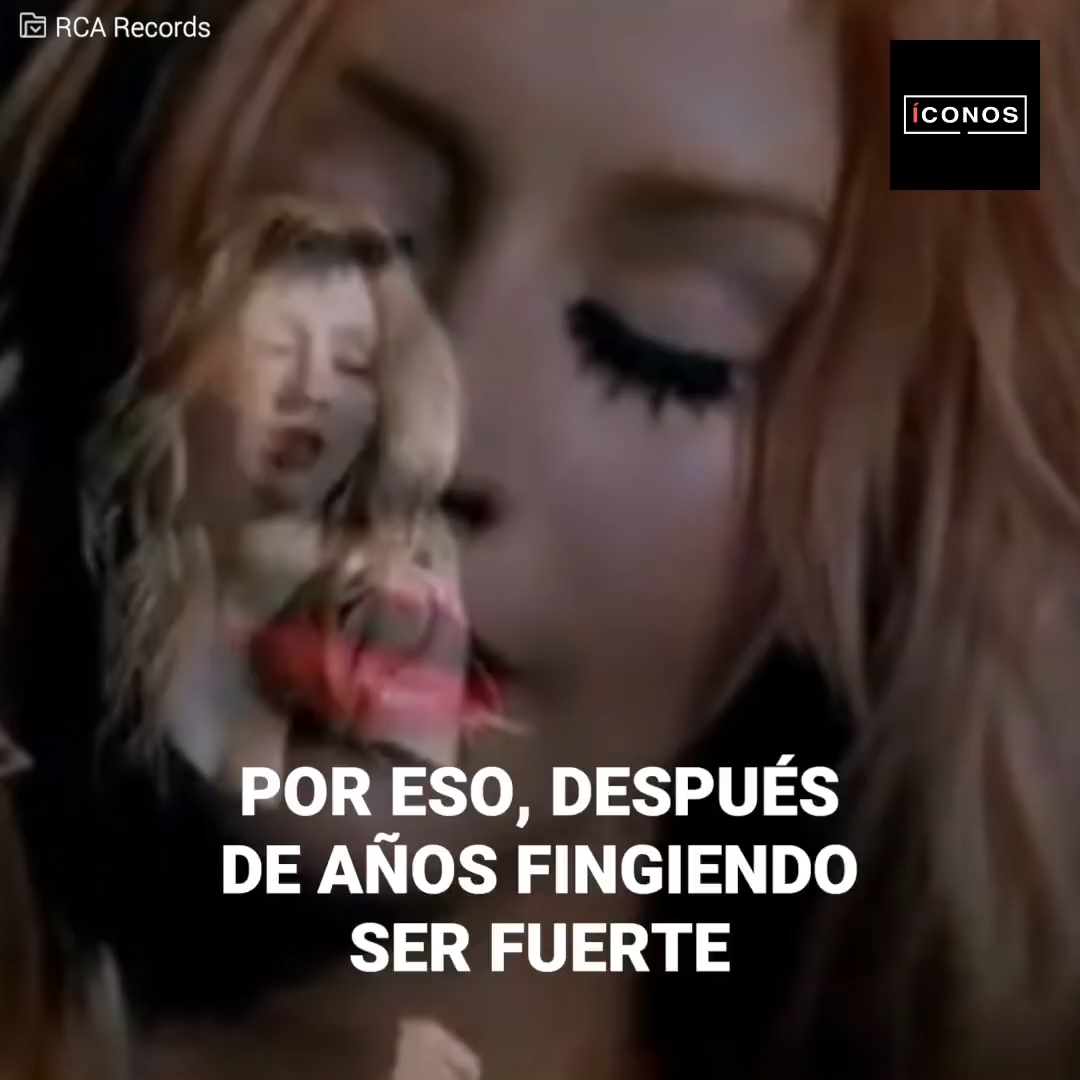 RCA Records
ÍCONOS
POR ESO, DESPUÉS
DE AÑOS FINGIENDO
SER FUERTE